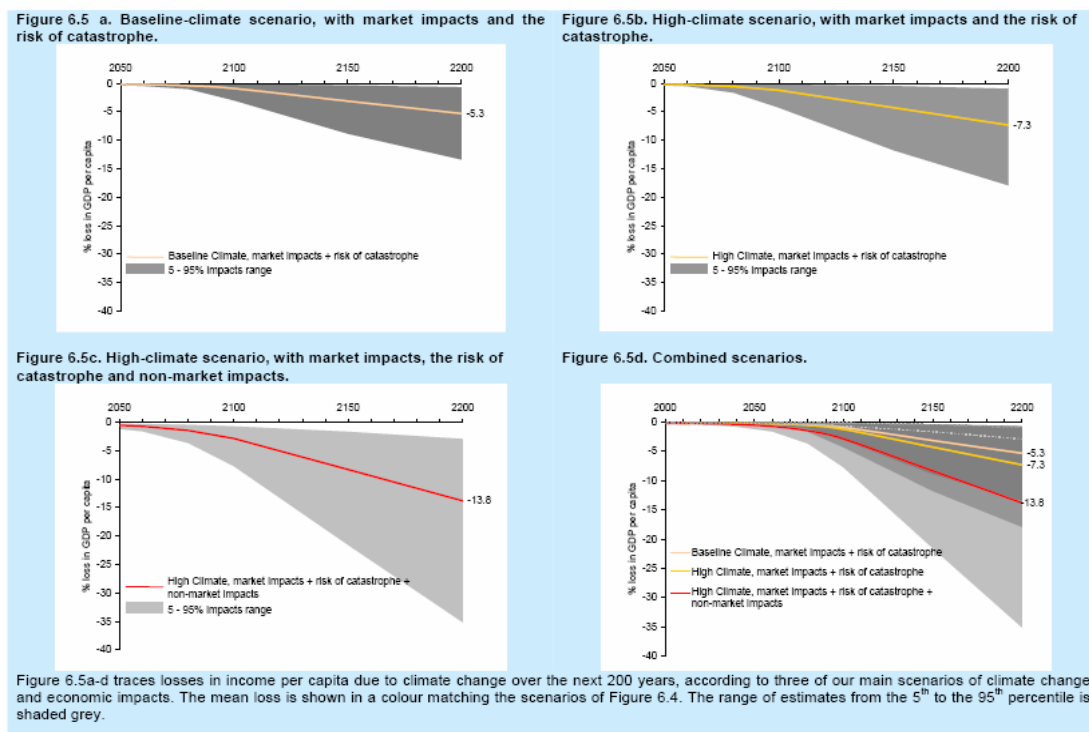 Figure 6.5 a. Baseline-climate scenario, with market impacts and the
risk of catastrophe.
2050 2100 2150 2200
0
-5
-10
-15
-20
-25
-30
-35
-40
% loss in GDP per capita
-5.3
Baseline Climate, market impacts + risk of catastrophe
5 - 95% impacts range
Figure 6.5b. High-climate scenario, with market impacts and the risk of
catastrophe.
2050 2100 2150 2200
0
-5
-10
-15
-20
-25
-30
-35
-40
% loss in GDP per capita
-7.3
High Climate, market impacts + risk of catastrophe
5 - 95% impacts range
Figure 6.5c. High-climate scenario, with market impacts, the risk of
catastrophe and non-market impacts.
2050 2100 2150 2200
0
-5
-10
-15
-20
-25
-30
-35
-40
% loss in GDP per capita
-13.8
High Climate, market impacts + risk of catastrophe +
non-market impacts
5 - 95% impacts range
Figure 6.5d. Combined scenarios.
2000 2050 2100 2150 2200
0
-5
-10
-15
-20
-25
-30
-35
-40
% loss in GDP per capita
-5.3
-7.3
-13.8
Baseline Climate, market impacts + risk of catastrophe
High Climate, market impacts + risk of catastrophe
High Climate, market impacts + risk of catastrophe +
non-market impacts
Figure 6.5a-d traces losses in income per capita due to climate change over the next 200 years, according to three of our main scenarios of climate change
and economic impacts. The mean loss is shown in a colour matching the scenarios of Figure 6.4. The range of estimates from the 5th to the 95th percentile is
shaded grey.